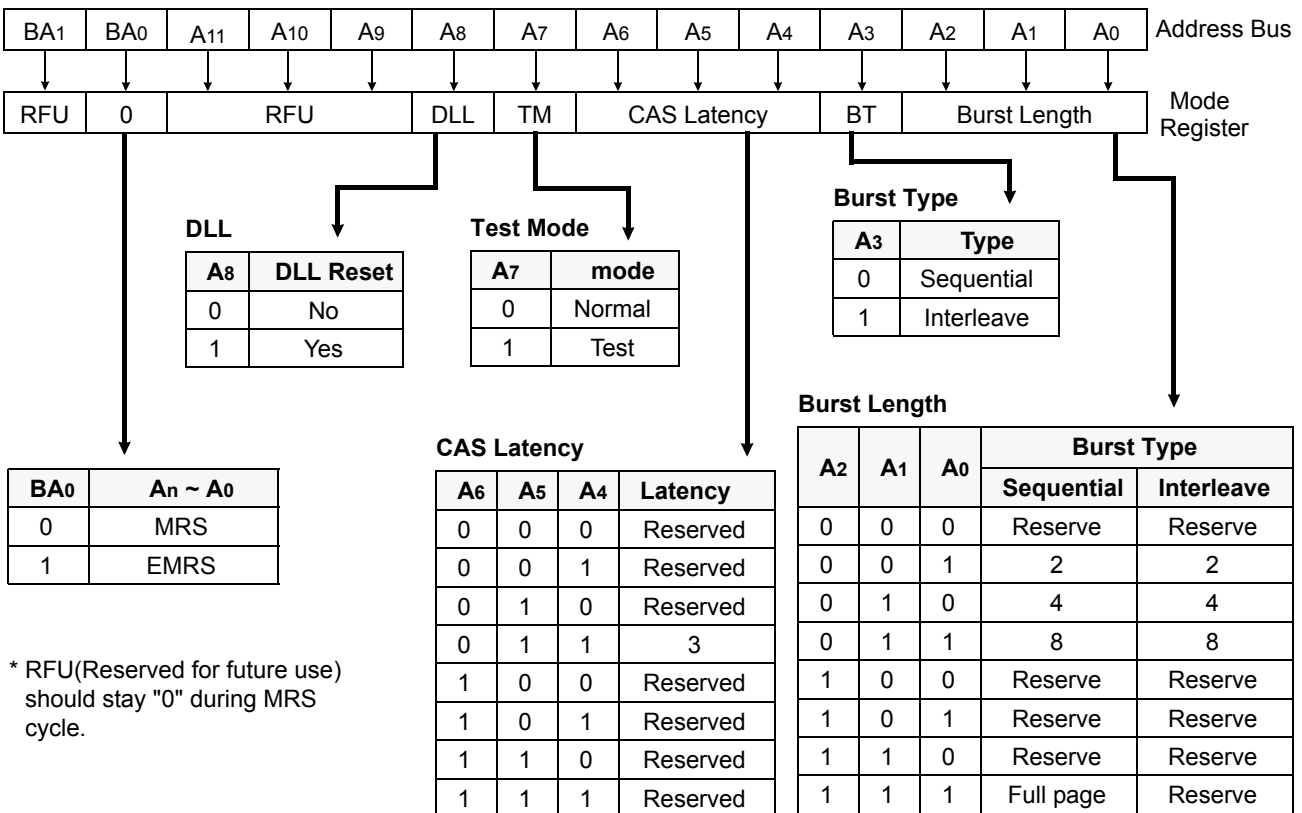 BA1 BA0 A11 A10 A9 A8 A7 A6 A5 A4 A3 A2 A1 A0 Address Bus
RFU 0 RFU DLL TM CAS Latency BT Burst Length Mode Register
DLL
A8 DLL Reset
0 No
1 Yes
Test Mode
A7 mode
0 Normal
1 Test
Burst Type
A3 Type
0 Sequential
1 Interleave
BA0 An ~ A0
0 MRS
1 EMRS
* RFU(Reserved for future use)
should stay "0" during MRS
cycle.
CAS Latency
A6 A5 A4 Latency
0 0 0 Reserved
0 0 1 Reserved
0 1 0 Reserved
0 1 1 3
1 0 0 Reserved
1 0 1 Reserved
1 1 0 Reserved
1 1 1 Reserved
Burst Length
A2 A1 A0 Burst Type
Sequential Interleave
0 0 0 Reserve Reserve
0 0 1 2 2
0 1 0 4 4
0 1 1 8 8
1 0 0 Reserve Reserve
1 0 1 Reserve Reserve
1 1 0 Reserve Reserve
1 1 1 Full page Reserve